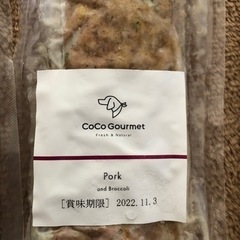 CoCo Gourmet
Fresh & Natural
Pork
and Broccoli
[賞味期限] 2022.11.3